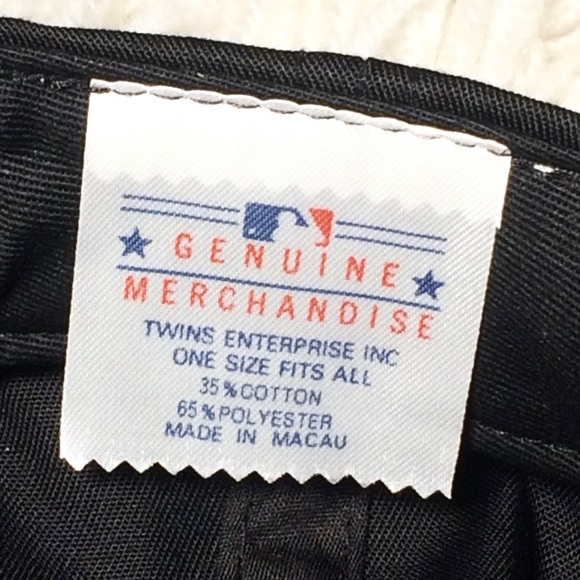 GENUINE
MERCHANDISE
TWINS ENTERPRISE INC
ONE SIZE FITS ALL
35%COTTON
65%POLYESTER
MADE IN MACAU